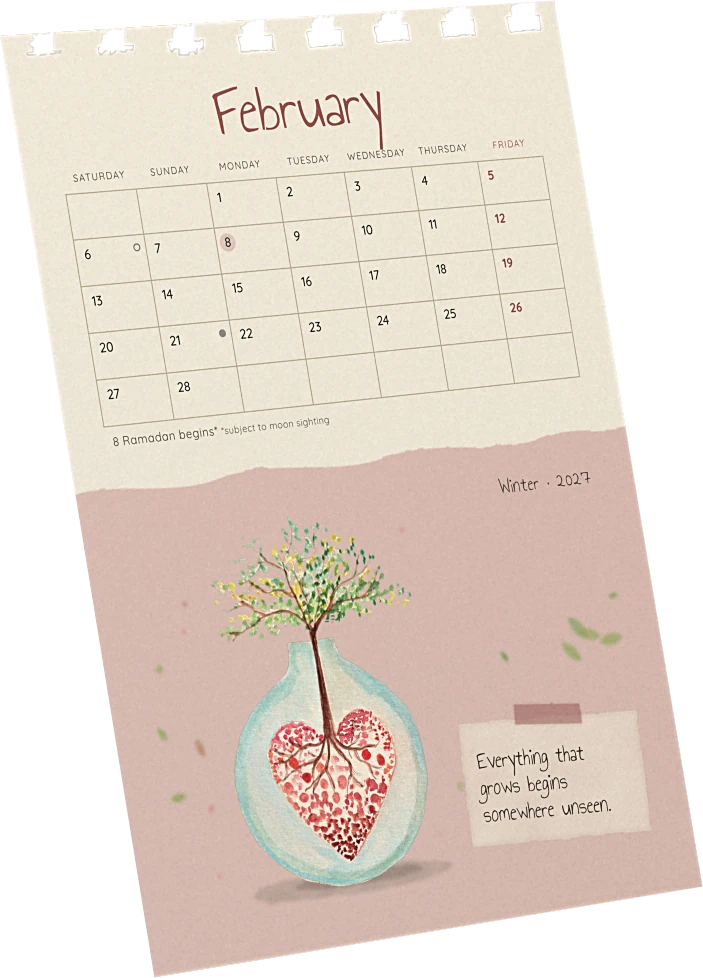 February
SATURDAY SUNDAY MONDAY TUESDAY WEDNESDAY THURSDAY FRIDAY
1 2 3 4 5
6 7 8 9 10 11 12
13 14 15 16 17 18 19
20 21 22 23 24 25 26
27 28
8 Ramadan begins* *subject to moon sighting
Winter · 2027
Everything that
grows begins
somewhere unseen.